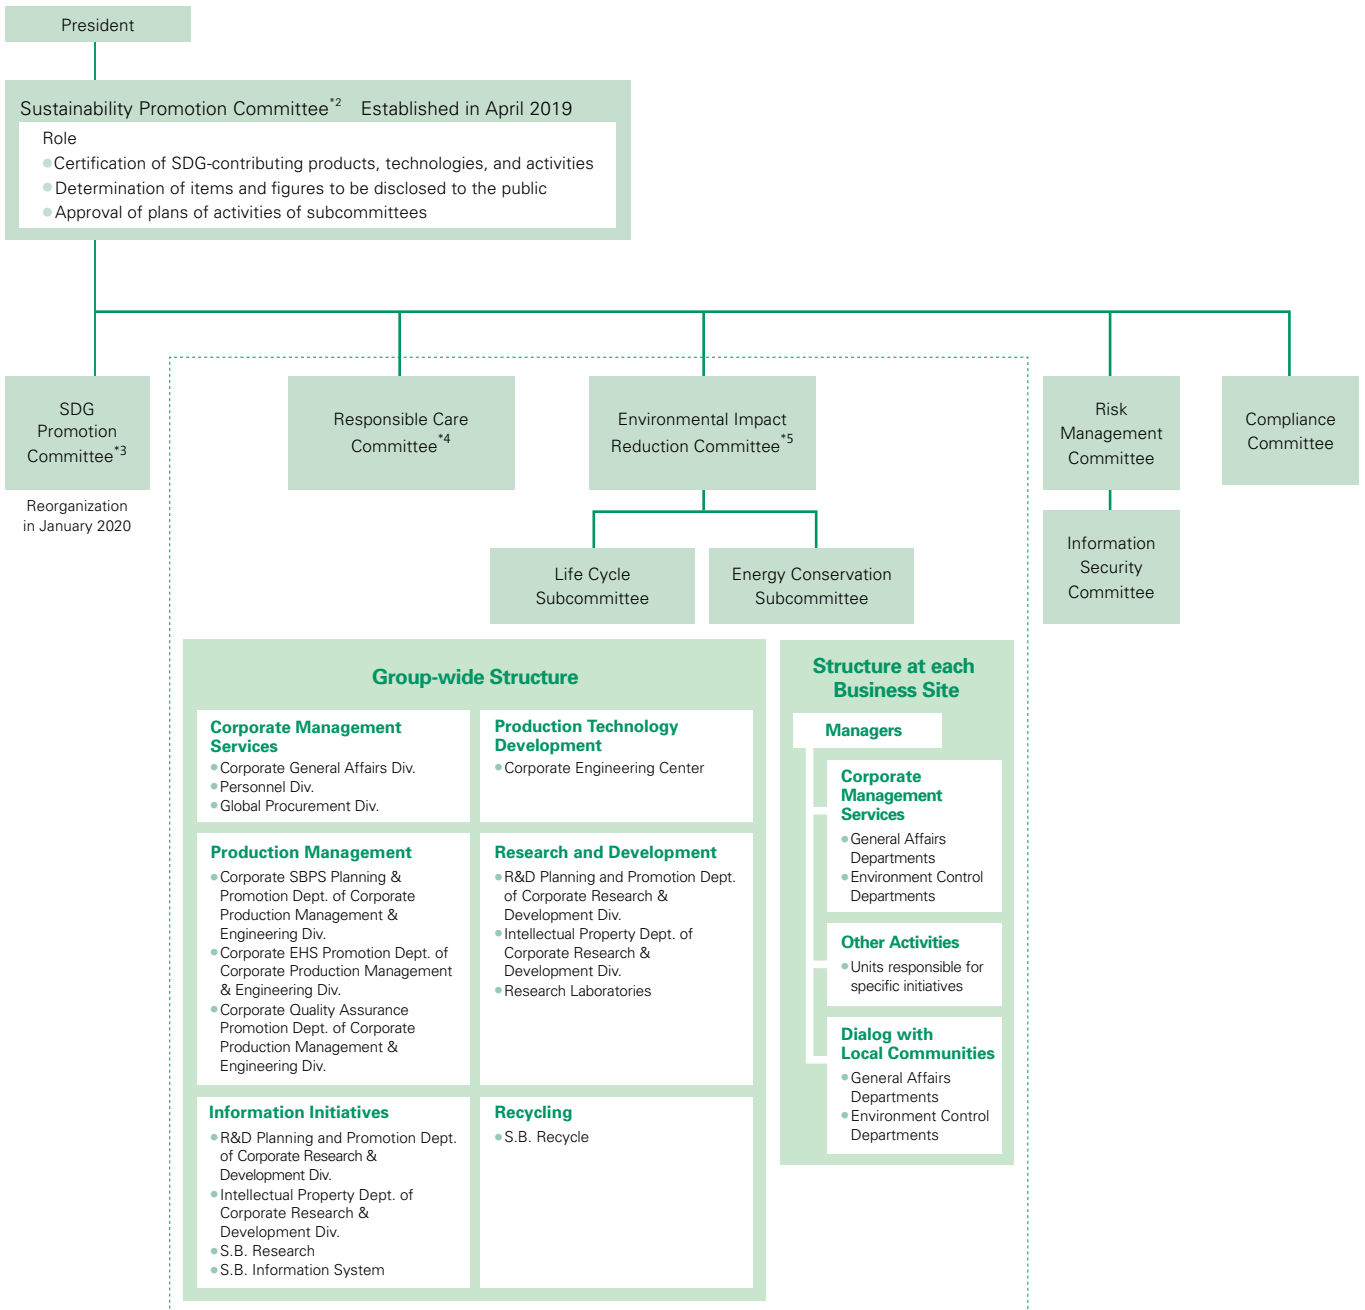 President
Sustainability Promotion Committee*2 Established in April 2019
Role
●Certification of SDG-contributing products, technologies, and activities
●Determination of items and figures to be disclosed to the public
●Approval of plans of activities of subcommittees
SDG
Promotion
Committee*3
Reorganization
in January 2020
Responsible Care
Committee*4
Environmental Impact
Reduction Committee*5
Risk
Management
Committee
Compliance
Committee
Life Cycle
Subcommittee
Energy Conservation
Subcommittee
Information
Security
Committee
Group-wide Structure
Corporate Management
Services
●Corporate General Affairs Div.
●Personnel Div.
●Global Procurement Div.
Production Technology
Development
●Corporate Engineering Center
Production Management
●Corporate SBPS Planning &
Promotion Dept. of Corporate
Production Management &
Engineering Div.
●Corporate EHS Promotion Dept. of
Corporate Production Management
& Engineering Div.
●Corporate Quality Assurance
Promotion Dept. of Corporate
Production Management &
Engineering Div.
Research and Development
●R&D Planning and Promotion Dept.
of Corporate Research &
Development Div.
●Intellectual Property Dept. of
Corporate Research &
Development Div.
●Research Laboratories
Information Initiatives
●R&D Planning and Promotion Dept.
of Corporate Research &
Development Div.
●Intellectual Property Dept. of
Corporate Research &
Development Div.
●S.B. Research
●S.B. Information System
Recycling
●S.B. Recycle
Structure at each
Business Site
Managers
Corporate
Management
Services
●General Affairs
Departments
●Environment Control
Departments
Other Activities
●Units responsible for
specific initiatives
Dialog with
Local Communities
●General Affairs
Departments
●Environment Control
Departments